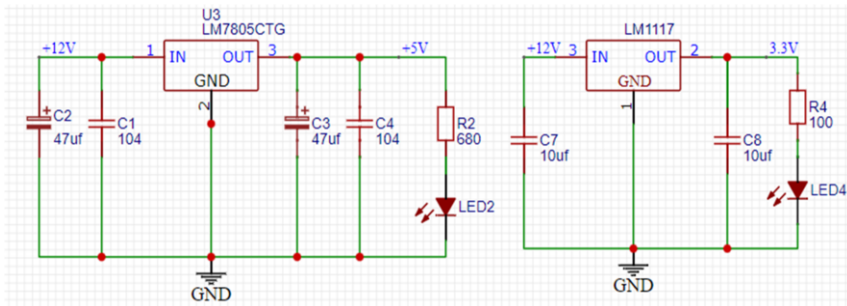 U3
LM7805CTG
+12V
1
IN
OUT
3
+5V
GND
2
C2
47uf
C1
104
C3
47uf
C4
104
R2
680
LED2
GND
LM1117
+12V
3
IN
OUT
2
3.3V
GND
1
C7
10uf
C8
10uf
R4
100
LED4
GND